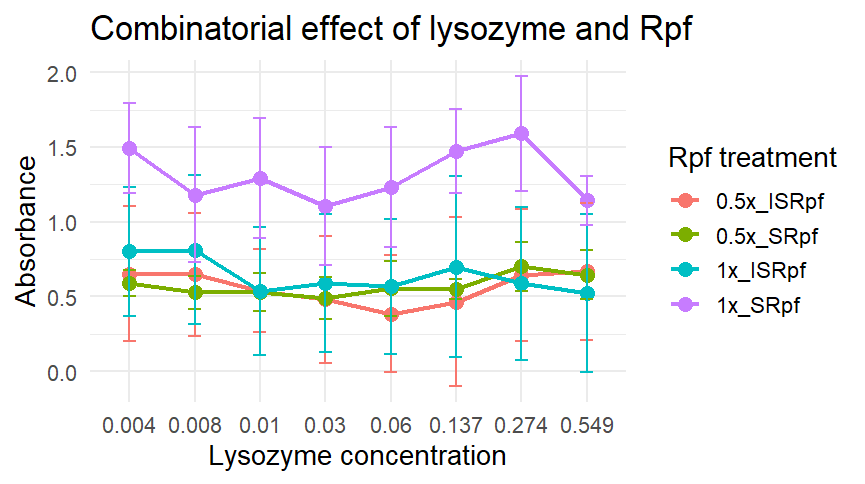 Combinatorial effect of lysozyme and Rpf
2.0
1.5
1.0
0.5
0.0
Absorbance
0.004 0.008 0.01 0.03 0.06 0.137 0.274 0.549
Lysozyme concentration
Rpf treatment
0.5x_ISRpf
0.5x_SRpf
1x_ISRpf
1x_SRpf